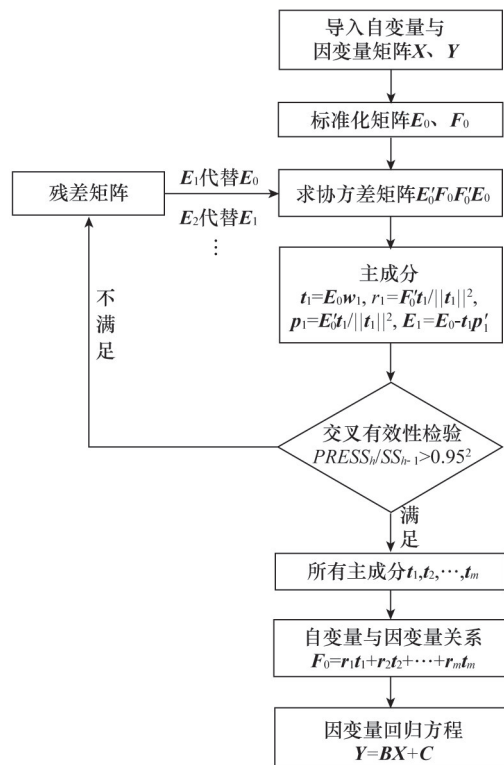 导入自变量与
因变量矩阵X、Y
标准化矩阵E₀、F₀
残差矩阵
E₁代替E₀
E₂代替E₁
⋮
求协方差矩阵E₀′F₀F₀′E₀
主成分
t₁=E₀w₁, r₁=F₀′t₁/||t₁||²,
p₁=E₀′t₁/||t₁||², E₁=E₀-t₁p₁′
不满足
交叉有效性检验
PRESSₕ/SSₕ₋₁>0.95²
满足
所有主成分t₁,t₂,⋯,tₘ
自变量与因变量关系
F₀=r₁t₁+r₂t₂+⋯+rₘtₘ
因变量回归方程
Y=BX+C